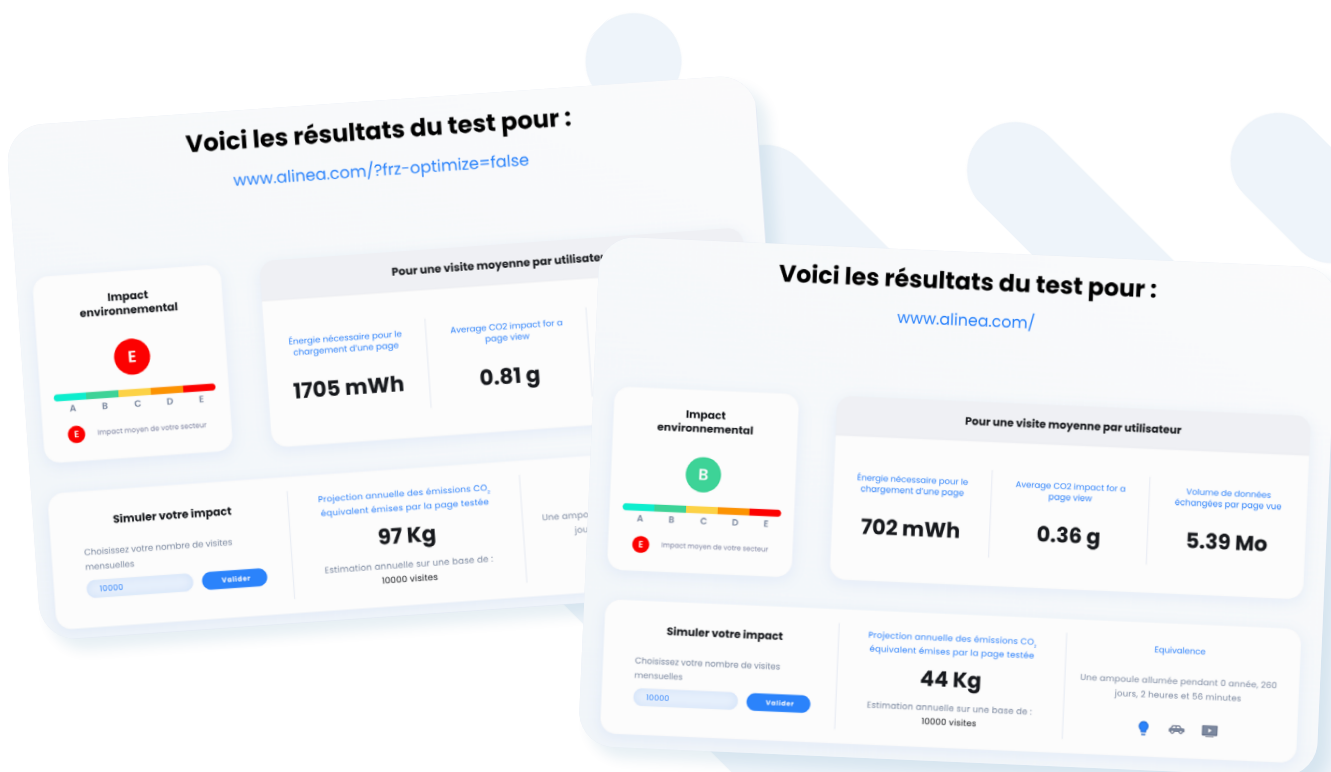 Voici les résultats du test pour :
www.alinea.com/?frz-optimize=false
Impact
environnemental
E
A B C D E
E Impact moyen de votre secteur
Pour une visite moyenne par utilisateur
Énergie nécessaire pour le
chargement d'une page
1705 mWh
Average CO2 impact for a
page view
0.81 g
Simuler votre impact
Choisissez votre nombre de visites
mensuelles
10000 Valider
Projection annuelle des émissions CO2
équivalent émises par la page testée
97 Kg
Estimation annuelle sur une base de :
10000 visites
Une ampo
jou
Voici les résultats du test pour :
www.alinea.com/
Impact
environnemental
B
A B C D E
E Impact moyen de votre secteur
Pour une visite moyenne par utilisateur
Énergie nécessaire pour le
chargement d'une page
702 mWh
Average CO2 impact for a
page view
0.36 g
Volume de données
échangées par page vue
5.39 Mo
Simuler votre impact
Choisissez votre nombre de visites
mensuelles
10000 Valider
Projection annuelle des émissions CO2
équivalent émises par la page testée
44 Kg
Estimation annuelle sur une base de :
10000 visites
Equivalence
Une ampoule allumée pendant 0 année, 260
jours, 2 heures et 56 minutes